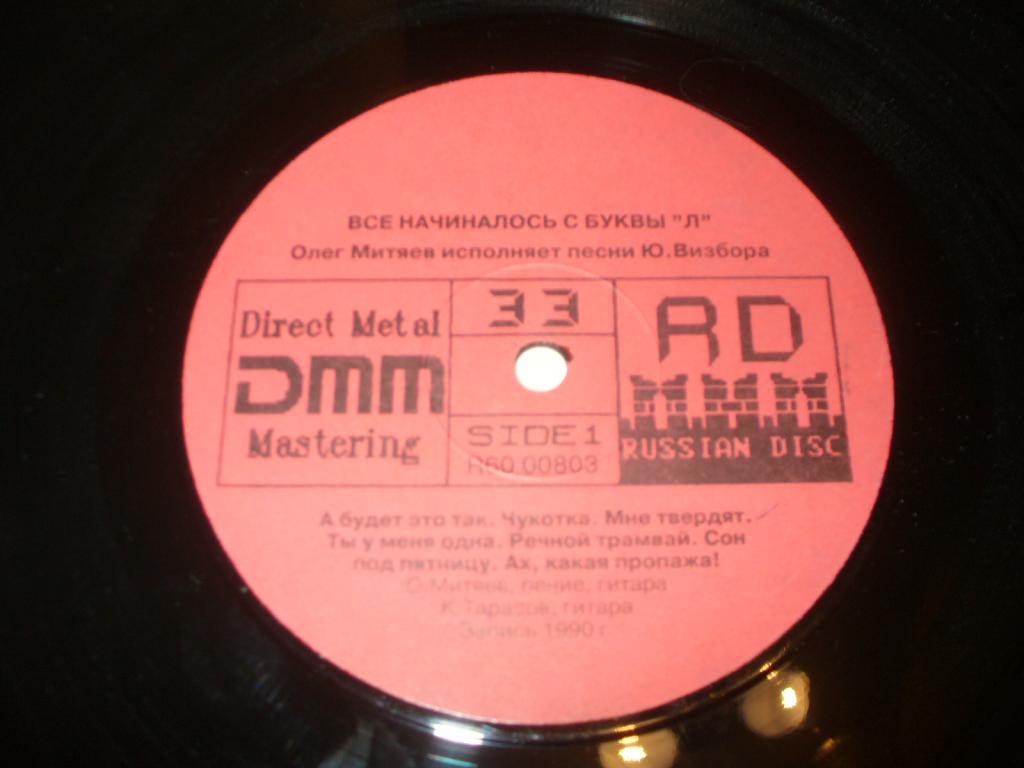 ВСЕ НАЧИНАЛОСЬ С БУКВЫ "Л"
Олег Митяев исполняет песни Ю.Визбора
Direct Metal
DMM
Mastering
33
SIDE 1
R60 00803
RD
RUSSIAN DISC
А будет это так. Чукотка. Мне твердят.
Ты у меня одна. Речной трамвай. Сон
под пятницу. Ах, какая пропажа!
О.Митяев, пение, гитара
К.Тарасов, гитара
Запись 1990 г.